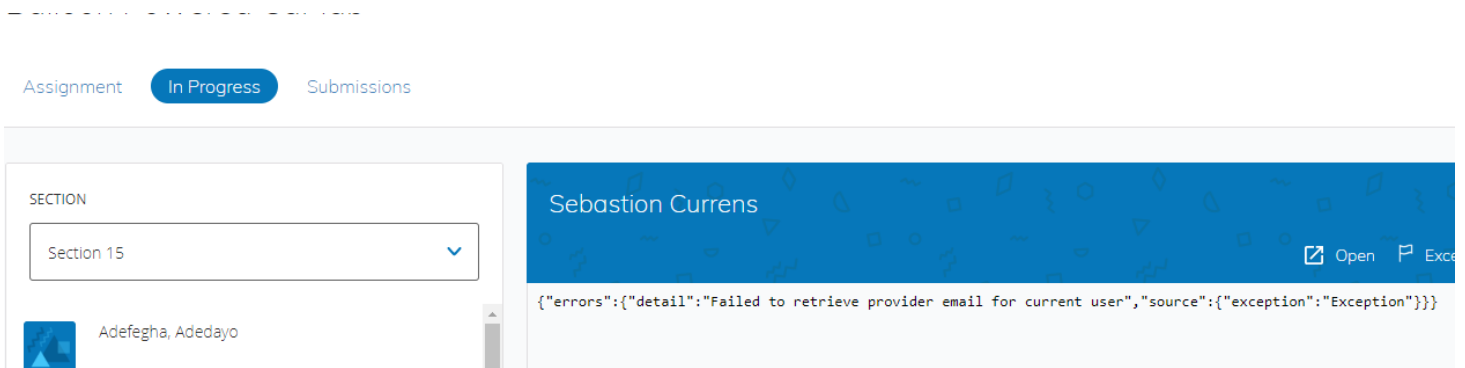 Assignment In Progress Submissions
SECTION
Section 15
Adefegha, Adedayo
Sebastion Currens
Open Exce
{"errors":{"detail":"Failed to retrieve provider email for current user","source":{"exception":"Exception"}}}